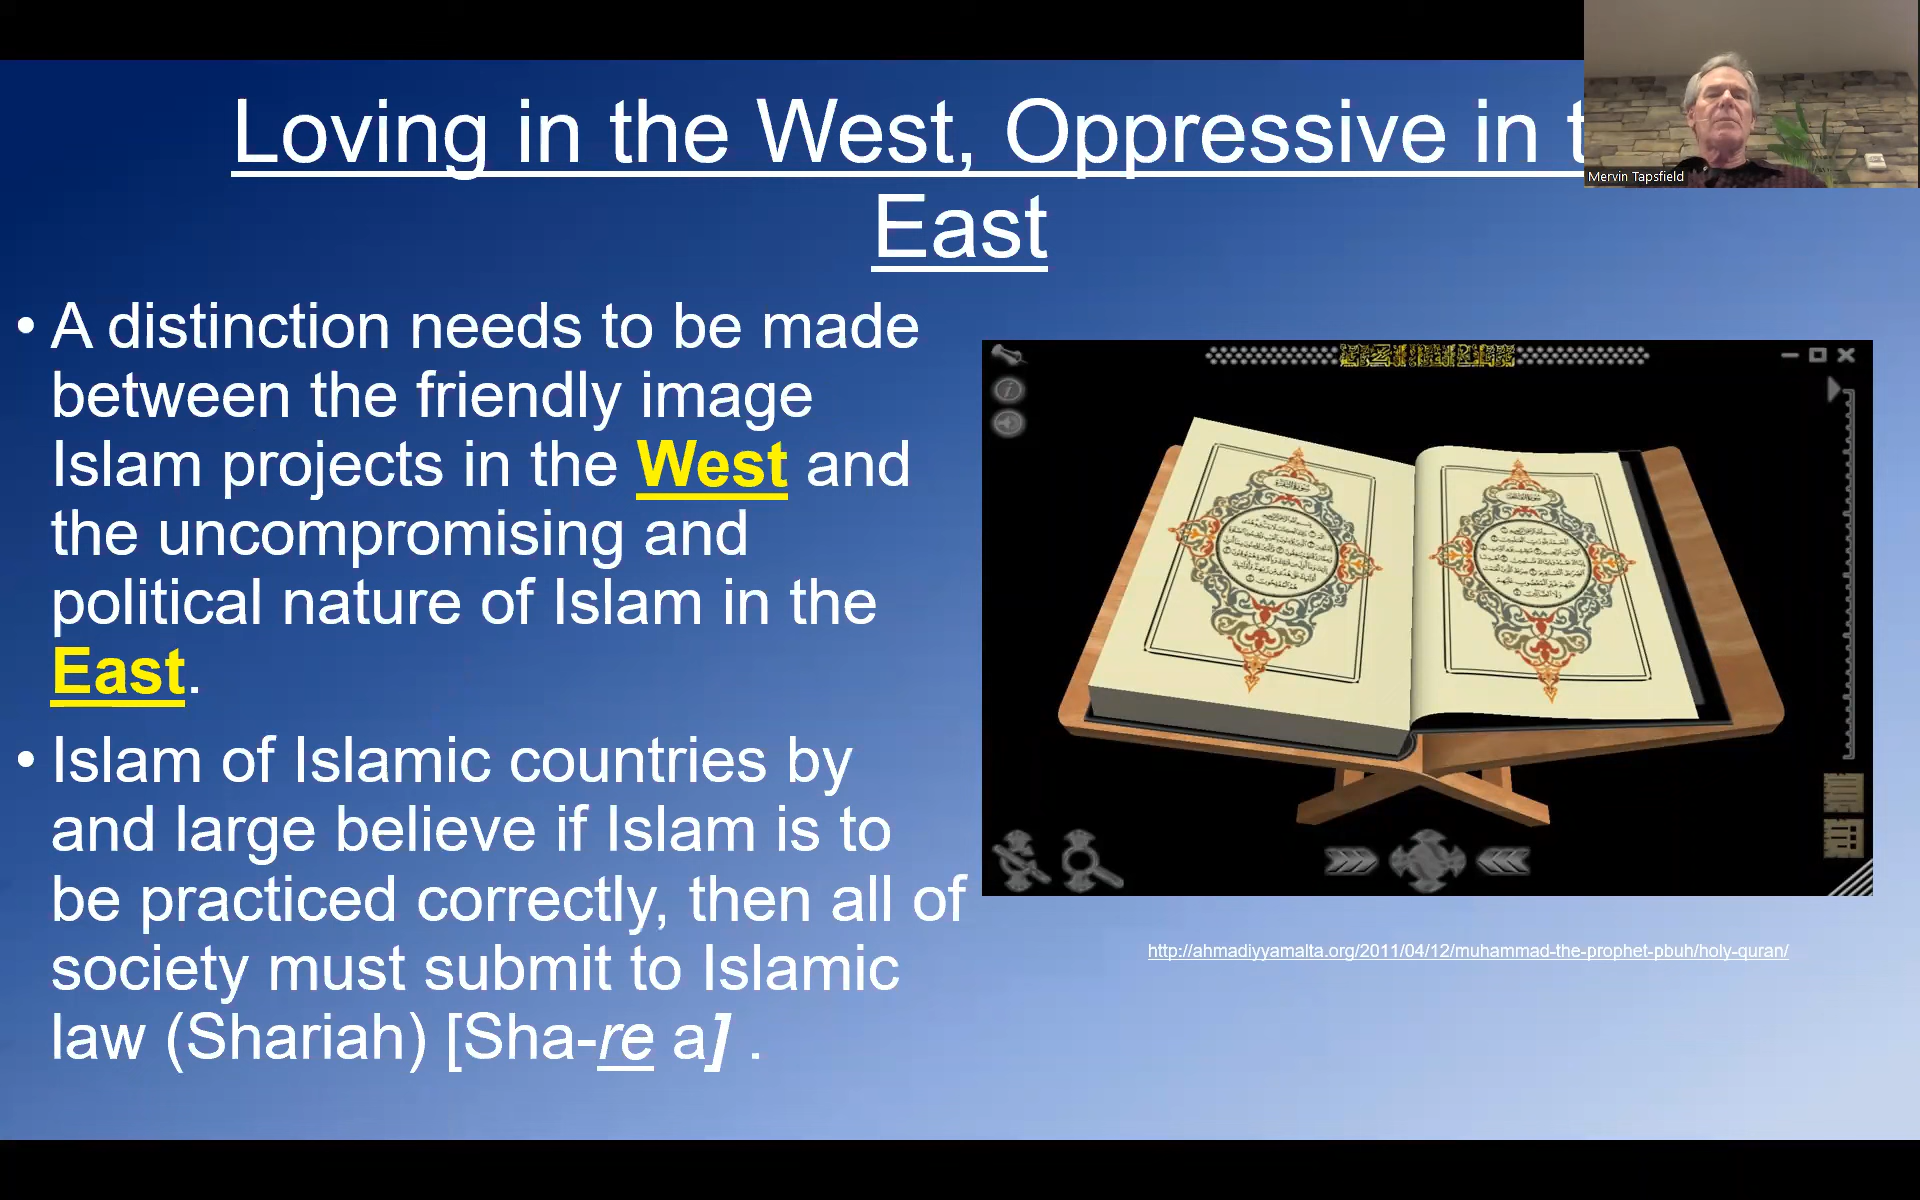 Loving in the West, Oppressive in t
East
Mervin Tapsfield
• A distinction needs to be made
between the friendly image
Islam projects in the West and
the uncompromising and
political nature of Islam in the
East.
• Islam of Islamic countries by
and large believe if Islam is to
be practiced correctly, then all of
society must submit to Islamic
law (Shariah) [Sha-re a] .
http://ahmadiyyamalta.org/2011/04/12/muhammad-the-prophet-pbuh/holy-quran/